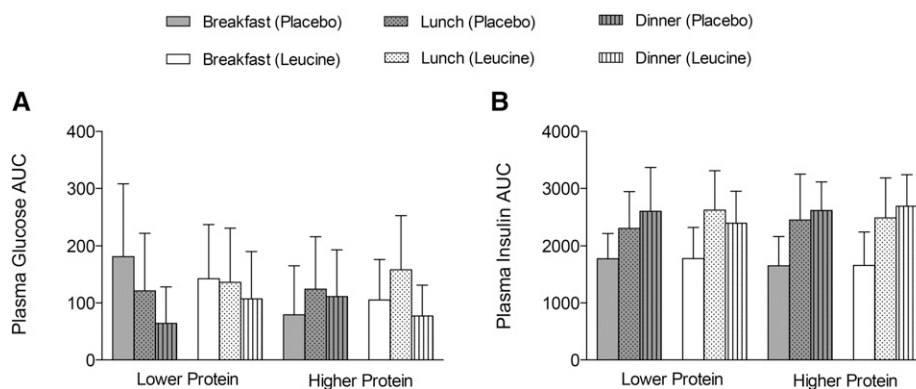 Breakfast (Placebo) Lunch (Placebo) Dinner (Placebo)
Breakfast (Leucine) Lunch (Leucine) Dinner (Leucine)
A
Plasma Glucose AUC
400
300
200
100
0
Lower Protein Higher Protein
B
Plasma Insulin AUC
4000
3000
2000
1000
0
Lower Protein Higher Protein